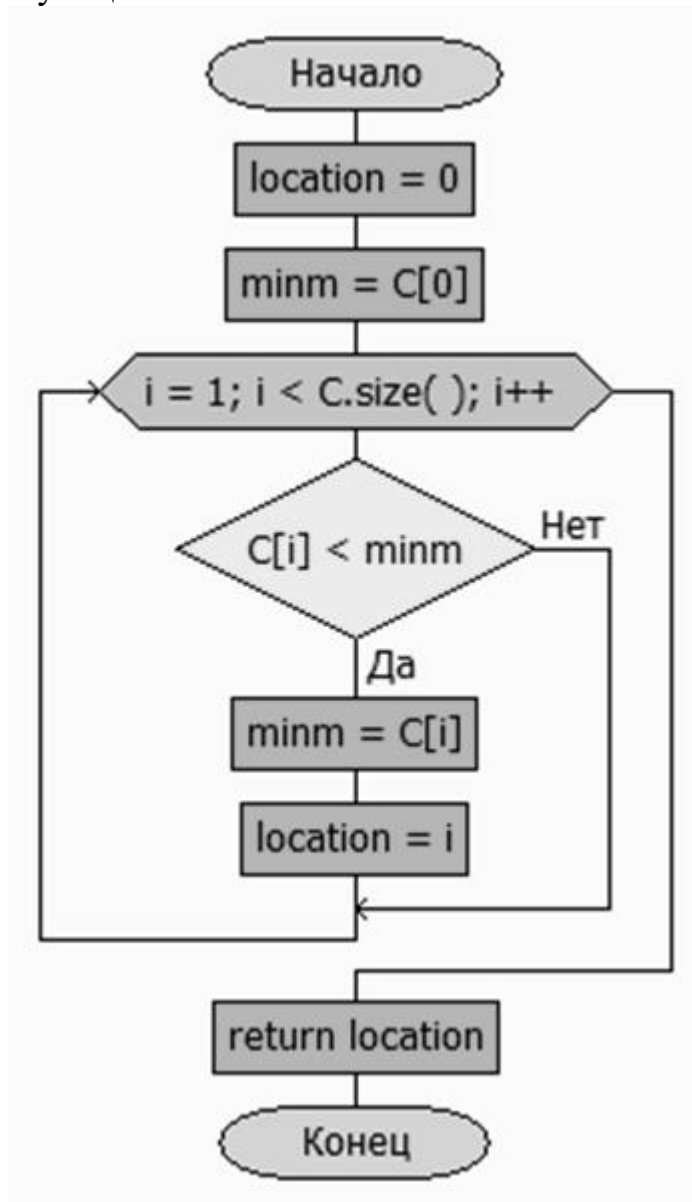 Начало
location = 0
minm = C[0]
i = 1; i < C.size( ); i++
C[i] < minm
Нет
Да
minm = C[i]
location = i
return location
Конец